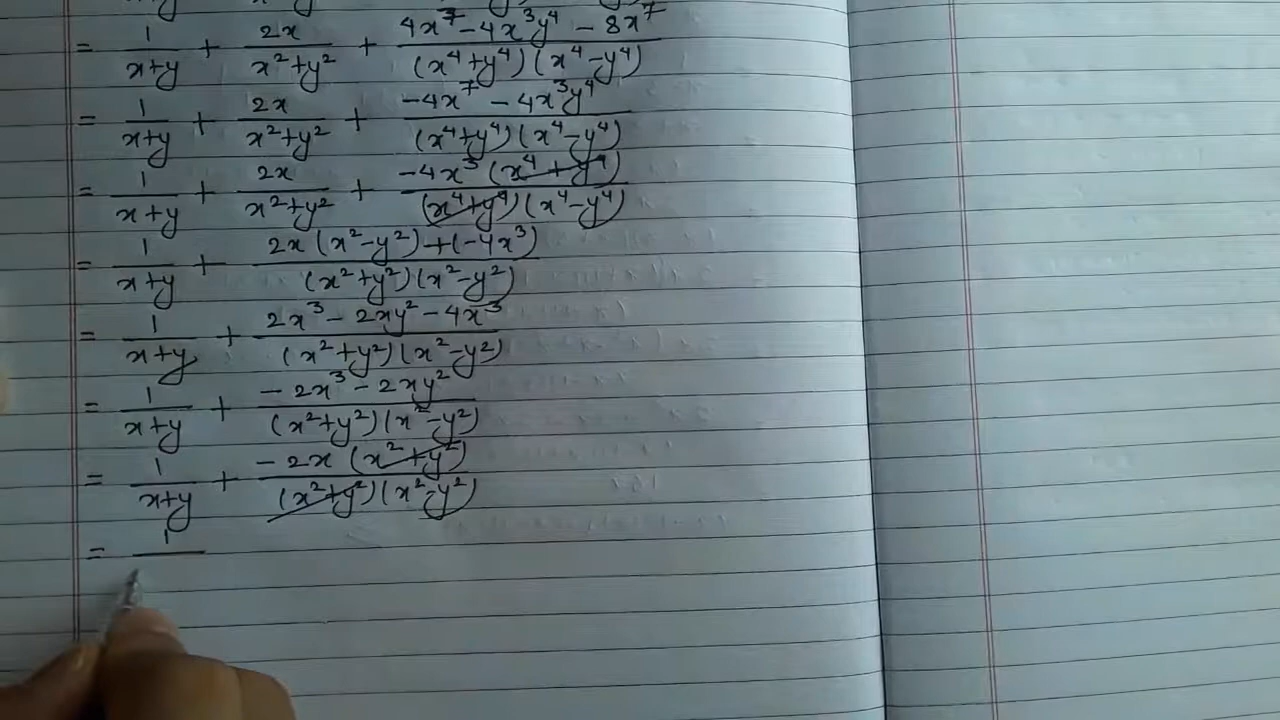 = 1/(x+y) + 2x/(x²+y²) + (4x⁷-4x³y⁴-8x⁷)/((x⁴+y⁴)(x⁴-y⁴))
= 1/(x+y) + 2x/(x²+y²) + (-4x⁷-4x³y⁴)/((x⁴+y⁴)(x⁴-y⁴))
= 1/(x+y) + 2x/(x²+y²) + (-4x³(x⁴+y⁴))/((x⁴+y⁴)(x⁴-y⁴))
= 1/(x+y) + (2x(x²-y²)+(-4x³))/((x²+y²)(x²-y²))
= 1/(x+y) + (2x³-2xy²-4x³)/((x²+y²)(x²-y²))
= 1/(x+y) + (-2x³-2xy²)/((x²+y²)(x²-y²))
= 1/(x+y) + (-2x(x²+y²))/((x²+y²)(x²-y²))
= 1/